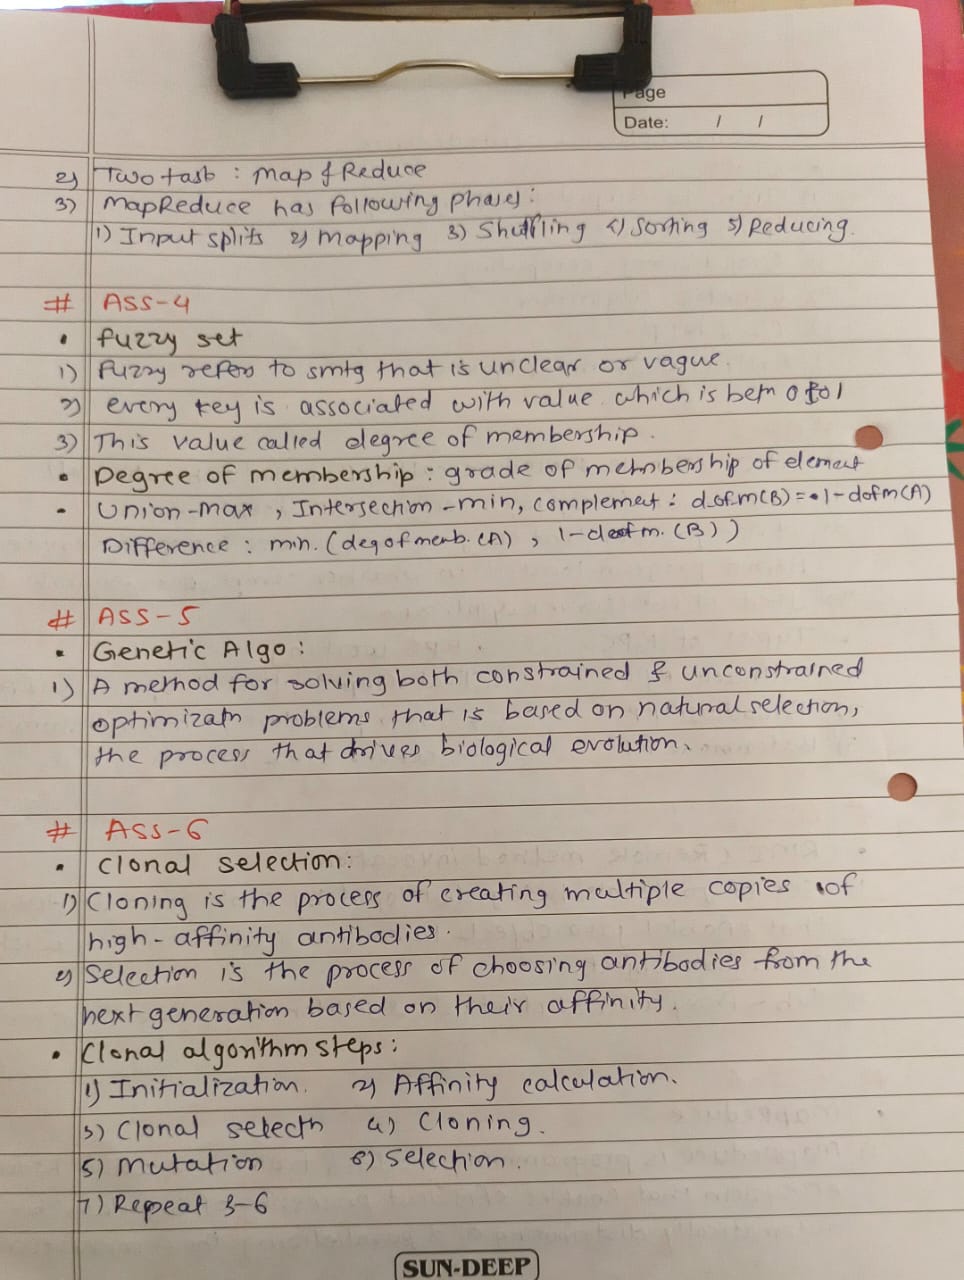 Page
Date: / /
2) Two task : Map & Reduce
3) MapReduce has following phases :
1) Input splits 2) Mapping 3) Shuffling 4) Sorting 5) Reducing.
# ASS-4
• fuzzy set
1) Fuzzy refers to smtg that is unclear or vague.
2) every key is associated with value which is betn 0 to 1
3) This value called degree of membership.
• Degree of membership : grade of membership of element
• Union-max , Intersection -min, complement : d.of.m(B) = 1-dofm(A)
Difference : min. (deg of memb. (A) , 1- m. (B) )
# ASS-5
• Genetic Algo :
1) A method for solving both constrained & unconstrained
optimizatn problems that is based on natural selection,
the process that drives biological evolution.
# ASS-6
• Clonal selection:
1) Cloning is the process of creating multiple copies of
high-affinity antibodies.
2) Selection is the process of choosing antibodies from the
next generation based on their affinity.
• Clonal algorithm steps :
1) Initialization. 2) Affinity calculation.
3) Clonal selectn 4) Cloning.
5) Mutation 6) Selection.
7) Repeat 3-6
SUN-DEEP